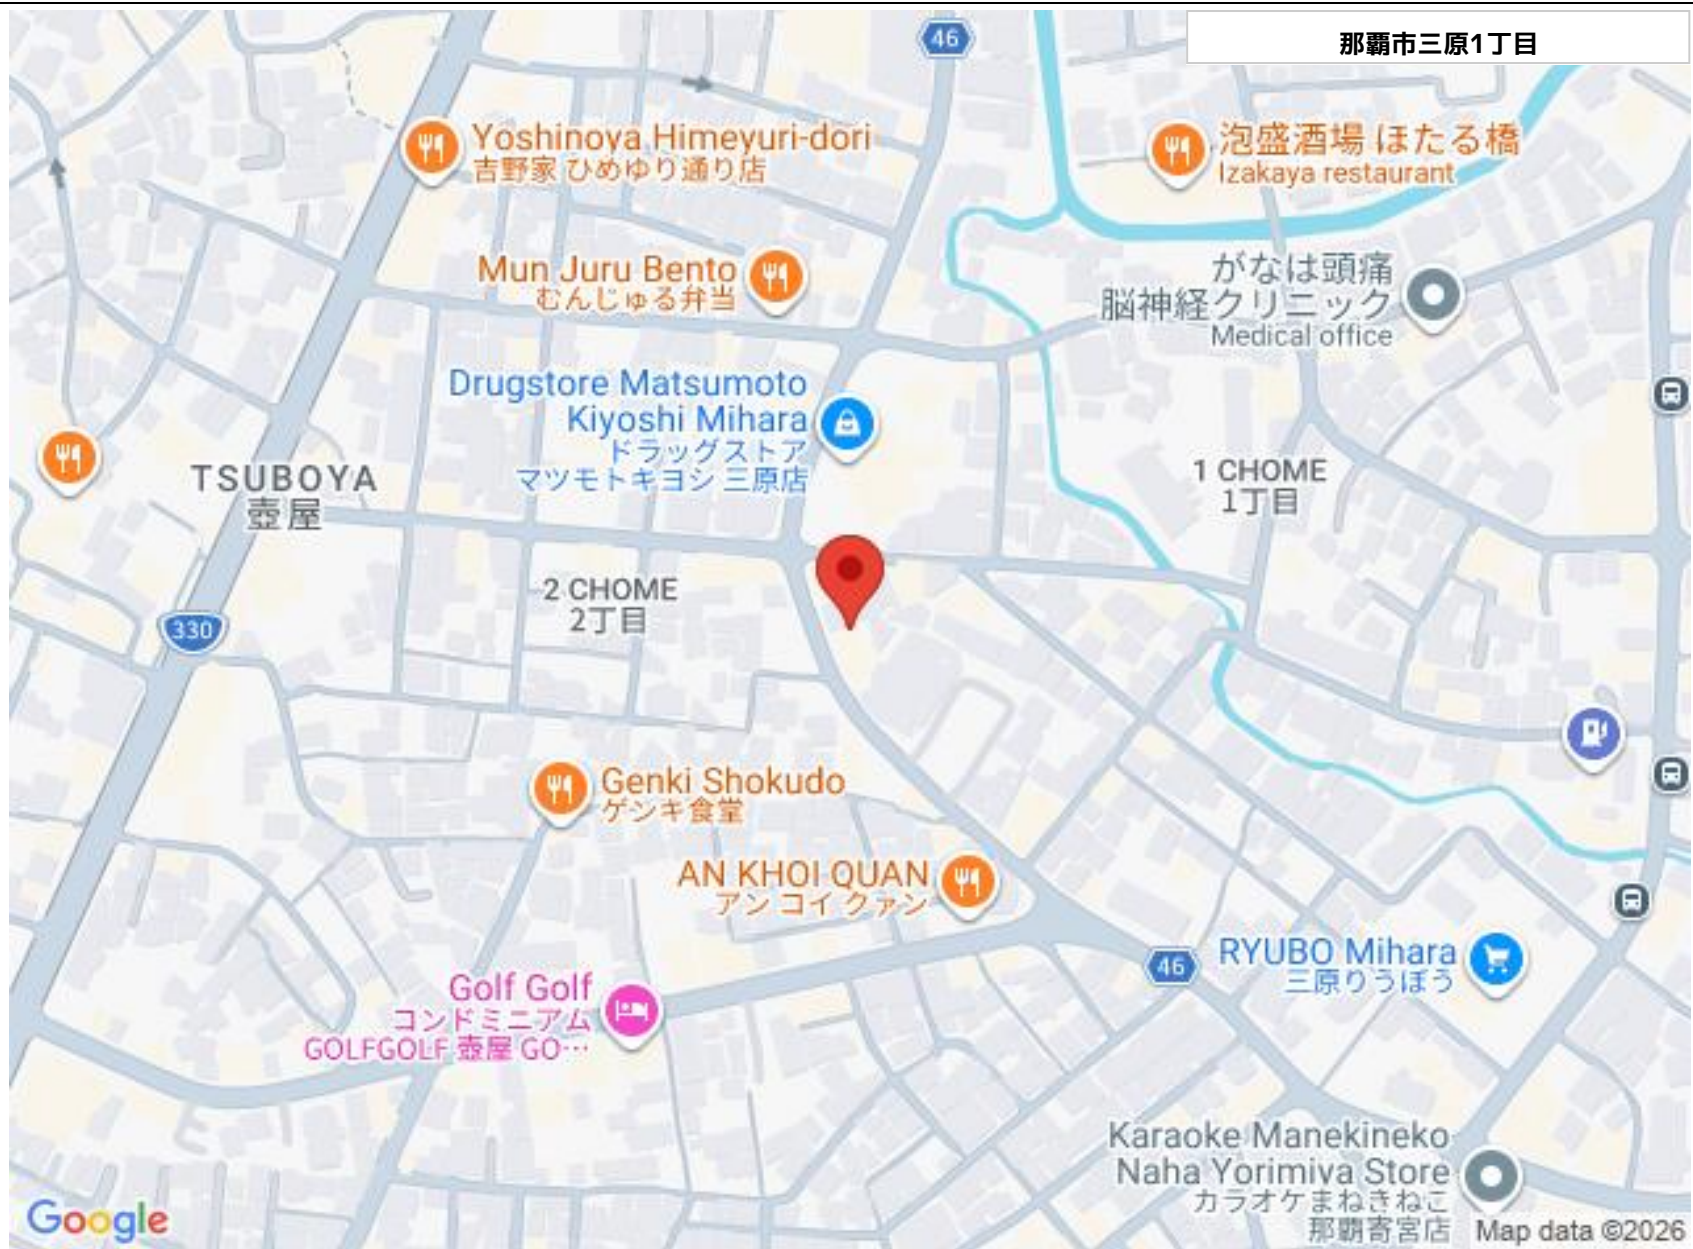 那覇市三原1丁目
46
Yoshinoya Himeyuri-dori
吉野家 ひめゆり通り店
泡盛酒場 ほたる橋
Izakaya restaurant
Mun Juru Bento
むんじゅる弁当
がなは頭痛
脳神経クリニック
Medical office
Drugstore Matsumoto
Kiyoshi Mihara
ドラッグストア
マツモトキヨシ 三原店
TSUBOYA
壺屋
1 CHOME
1丁目
2 CHOME
2丁目
330
Genki Shokudo
ゲンキ食堂
AN KHOI QUAN
アン コイ クァン
46
RYUBO Mihara
三原りうぼう
Golf Golf
コンドミニアム
GOLFGOLF 壺屋 GO…
Karaoke Manekineko
Naha Yorimiya Store
カラオケまねきねこ
那覇寄宮店
Google
Map data ©2026